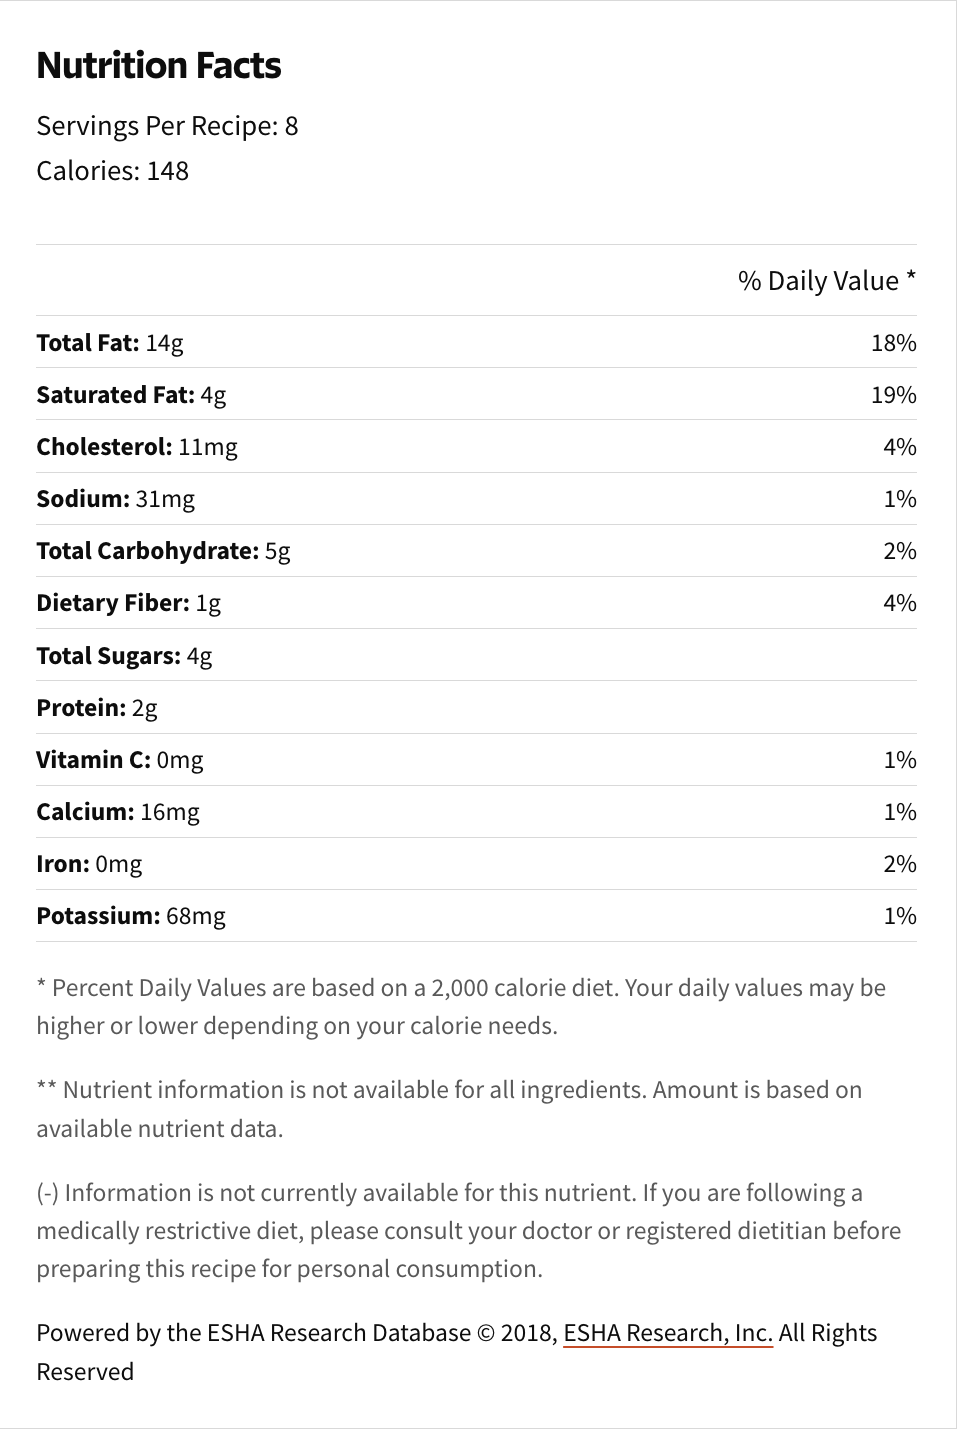 Nutrition Facts
Servings Per Recipe: 8
Calories: 148
% Daily Value *
Total Fat: 14g 18%
Saturated Fat: 4g 19%
Cholesterol: 11mg 4%
Sodium: 31mg 1%
Total Carbohydrate: 5g 2%
Dietary Fiber: 1g 4%
Total Sugars: 4g
Protein: 2g
Vitamin C: 0mg 1%
Calcium: 16mg 1%
Iron: 0mg 2%
Potassium: 68mg 1%
* Percent Daily Values are based on a 2,000 calorie diet. Your daily values may be
higher or lower depending on your calorie needs.
** Nutrient information is not available for all ingredients. Amount is based on
available nutrient data.
(-) Information is not currently available for this nutrient. If you are following a
medically restrictive diet, please consult your doctor or registered dietitian before
preparing this recipe for personal consumption.
Powered by the ESHA Research Database © 2018, ESHA Research, Inc. All Rights
Reserved